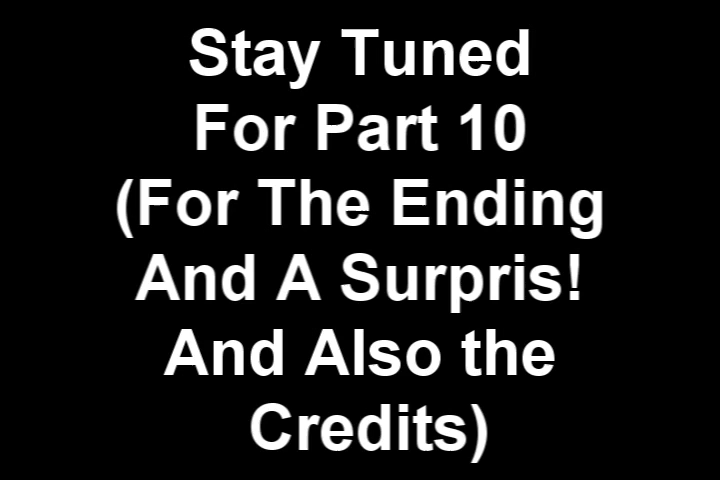 Stay Tuned
For Part 10
(For The Ending
And A Surpris!
And Also the
Credits)